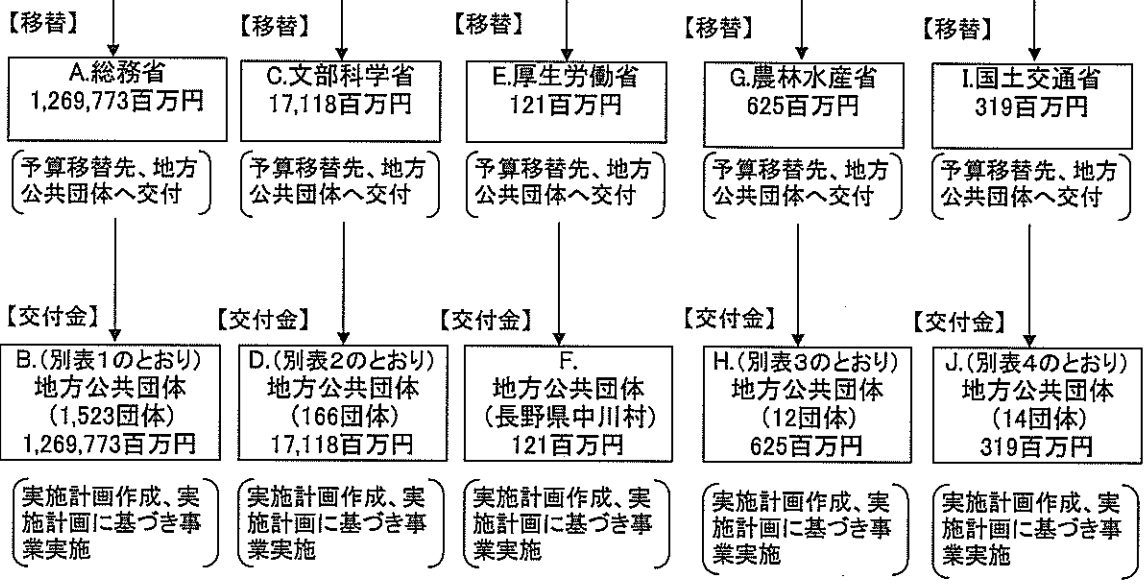 【移替】
A.総務省
1,269,773百万円
予算移替先、地方
公共団体へ交付
【交付金】
B.(別表1のとおり)
地方公共団体
(1,523団体)
1,269,773百万円
実施計画作成、実
施計画に基づき事
業実施
【移替】
C.文部科学省
17,118百万円
予算移替先、地方
公共団体へ交付
【交付金】
D.(別表2のとおり)
地方公共団体
(166団体)
17,118百万円
実施計画作成、実
施計画に基づき事
業実施
【移替】
E.厚生労働省
121百万円
予算移替先、地方
公共団体へ交付
【交付金】
F.
地方公共団体
(長野県中川村)
121百万円
実施計画作成、実
施計画に基づき事
業実施
【移替】
G.農林水産省
625百万円
予算移替先、地方
公共団体へ交付
【交付金】
H.(別表3のとおり)
地方公共団体
(12団体)
625百万円
実施計画作成、実
施計画に基づき事
業実施
【移替】
I.国土交通省
319百万円
予算移替先、地方
公共団体へ交付
【交付金】
J.(別表4のとおり)
地方公共団体
(14団体)
319百万円
実施計画作成、実
施計画に基づき事
業実施